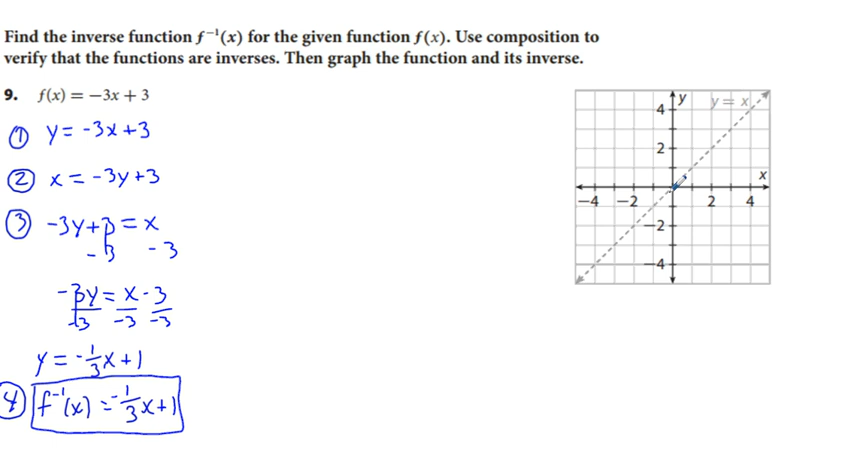 Find the inverse function f⁻¹(x) for the given function f(x). Use composition to
verify that the functions are inverses. Then graph the function and its inverse.
9. f(x) = −3x + 3
① y = -3x+3
② x = -3y+3
③ -3y+3 = x
-3 -3
-3y = x - 3
-3 -3 -3
y = -1/3 x + 1
④ f⁻¹(x) = -1/3 x + 1
y
y = x
4
2
x
−4 −2 2 4
−2
−4